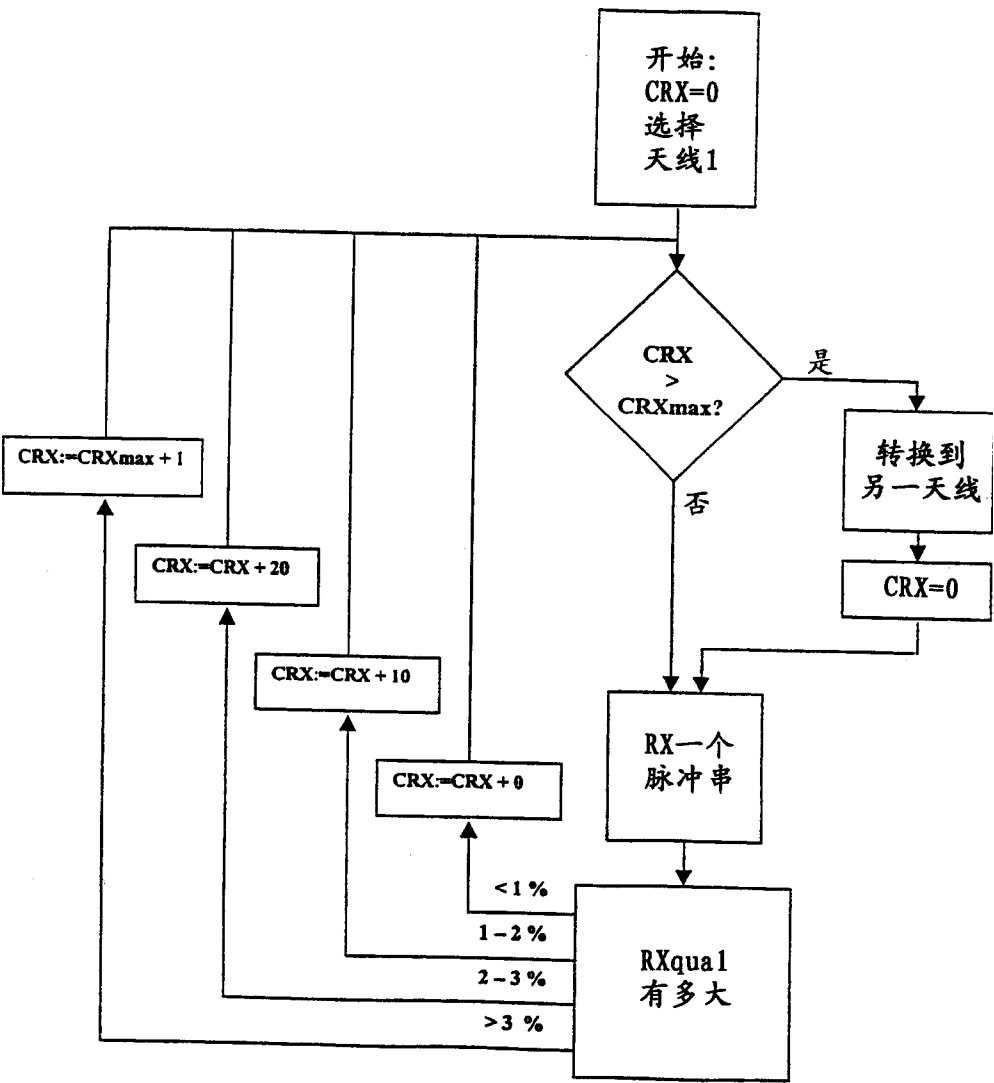 开始:
CRX=0
选择
天线1
CRX
>
CRXmax?
是
否
转换到
另一天线
CRX=0
RX一个
脉冲串
RXqual
有多大
<1%
1-2%
2-3%
>3 %
CRX:=CRX + 0
CRX:=CRX + 10
CRX:=CRX + 20
CRX:=CRXmax + 1